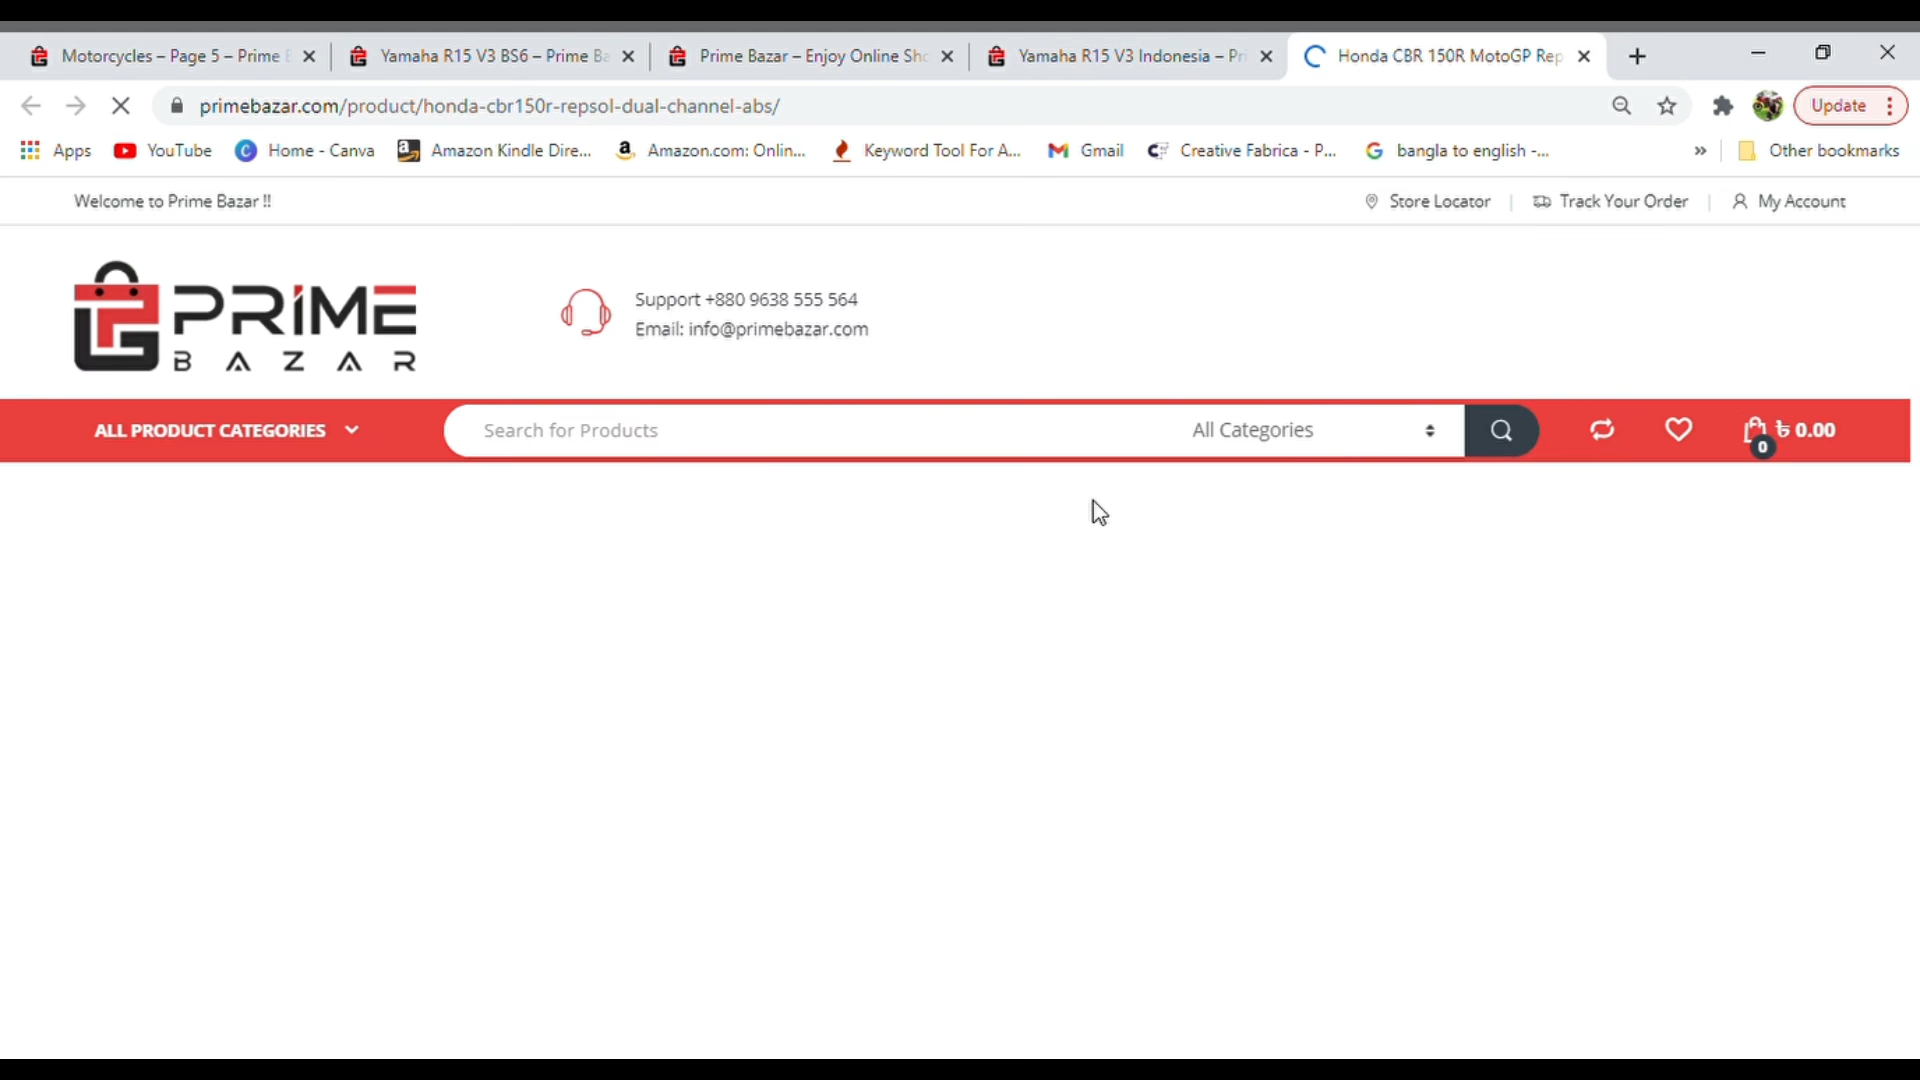 Motorcycles – Page 5 – Prime
Yamaha R15 V3 BS6 – Prime Ba
Prime Bazar – Enjoy Online Sho
Yamaha R15 V3 Indonesia – Pri
Honda CBR 150R MotoGP Rep
primebazar.com/product/honda-cbr150r-repsol-dual-channel-abs/
Update
Apps
YouTube
Home - Canva
Amazon Kindle Dire...
Amazon.com: Onlin...
Keyword Tool For A...
Gmail
Creative Fabrica - P...
bangla to english -...
»
Other bookmarks
Welcome to Prime Bazar !!
Store Locator
Track Your Order
My Account
PRIME
BAZAR
Support +880 9638 555 564
Email: info@primebazar.com
ALL PRODUCT CATEGORIES
Search for Products
All Categories
৳ 0.00
0